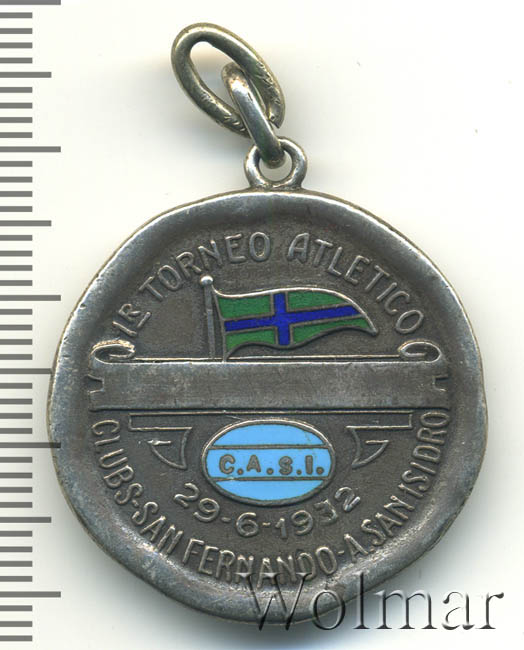 1ER TORNEO ATLETICO
C.A.S.I.
29-6-1932
CLUBS-SAN FERNANDO-A.SAN ISIDRO
Wolmar